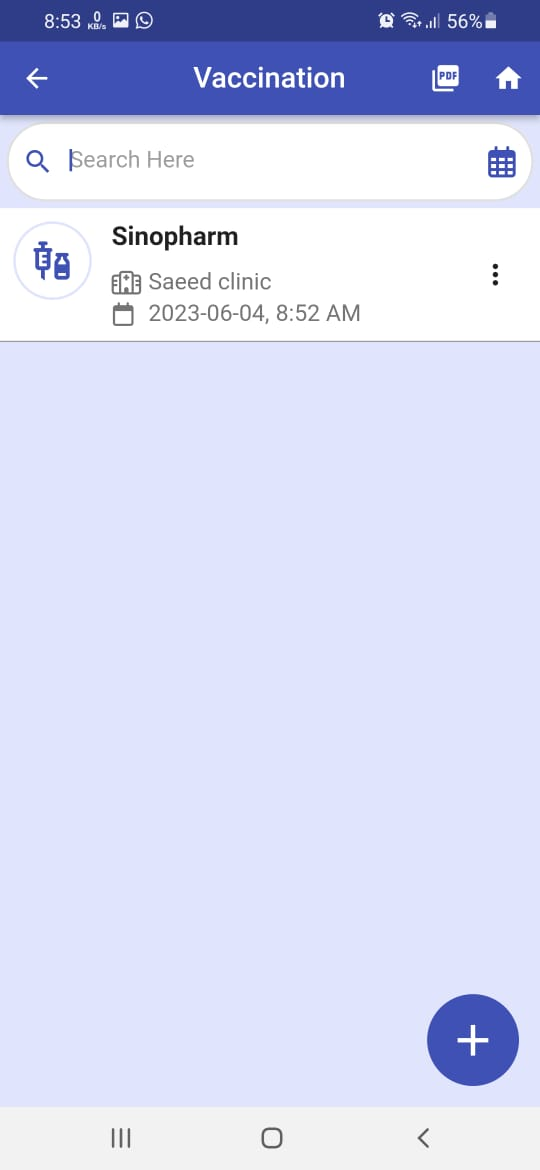 8:53 0 KB/s 56%
Vaccination PDF
Search Here
Sinopharm
Saeed clinic
2023-06-04, 8:52 AM